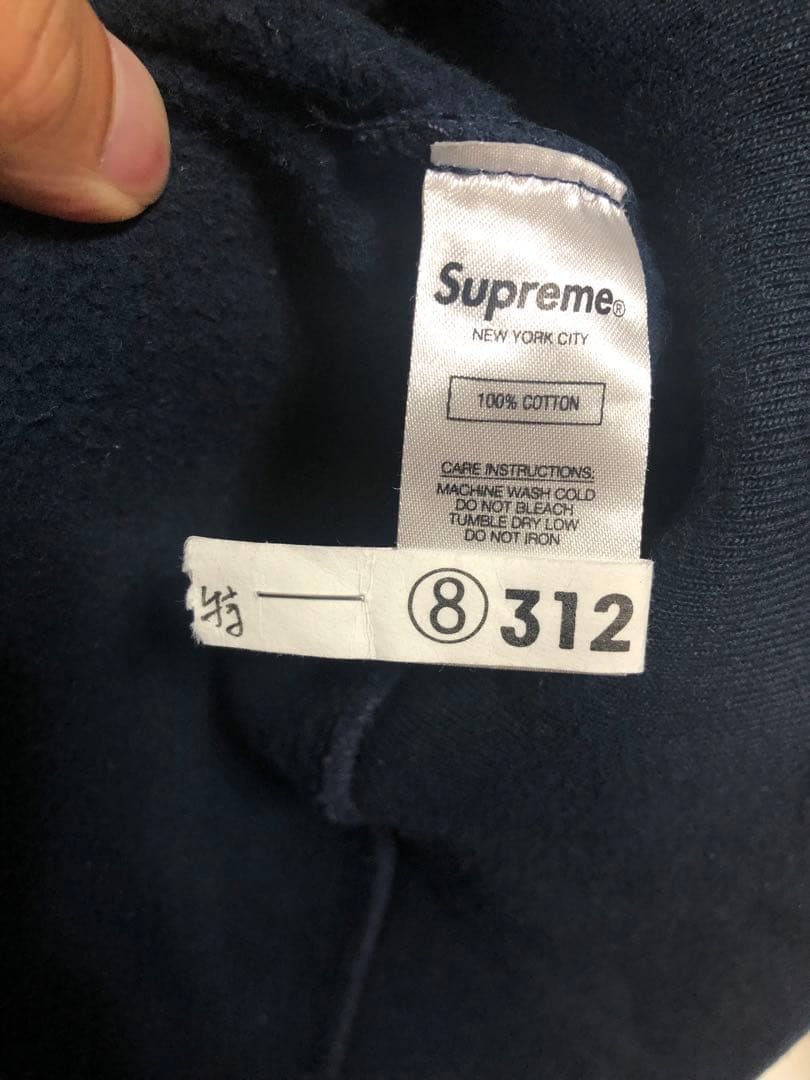 Supreme®
NEW YORK CITY
100% COTTON
CARE INSTRUCTIONS:
MACHINE WASH COLD
DO NOT BLEACH
TUMBLE DRY LOW
DO NOT IRON
特 ⑧312